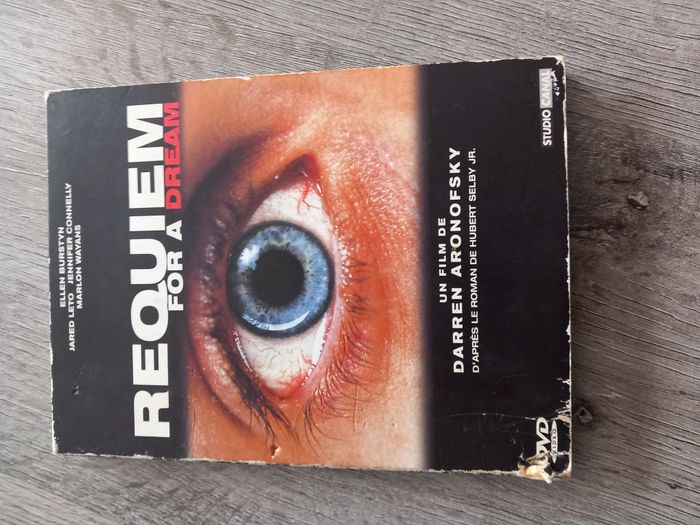 ELLEN BURSTYN
JARED LETO JENNIFER CONNELLY
MARLON WAYANS
REQUIEM
FOR A DREAM
UN FILM DE
DARREN ARONOFSKY
D'APRÈS LE ROMAN DE HUBERT SELBY JR.
DVD
VIDEO
STUDIO CANAL